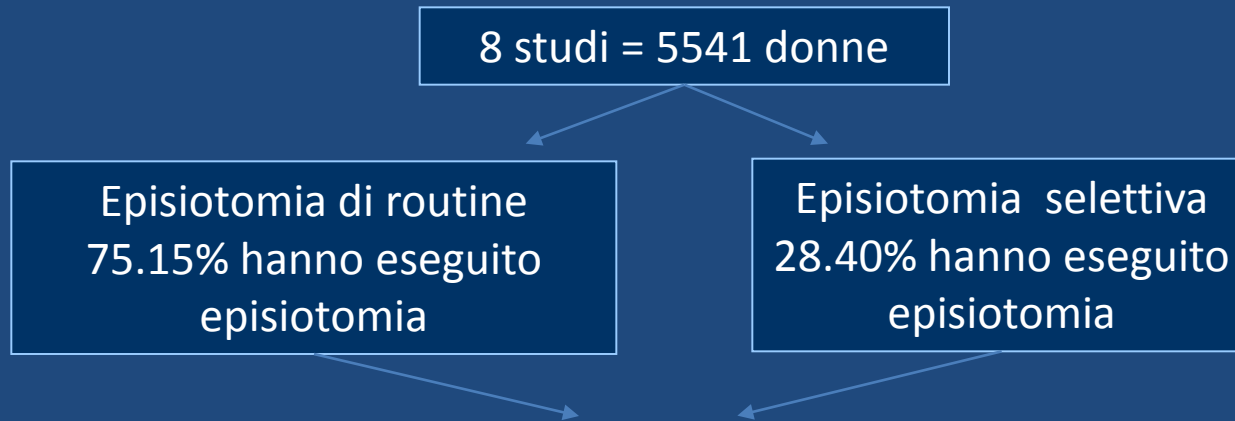 8 studi = 5541 donne
Episiotomia di routine
75.15% hanno eseguito
episiotomia
Episiotomia selettiva
28.40% hanno eseguito
episiotomia